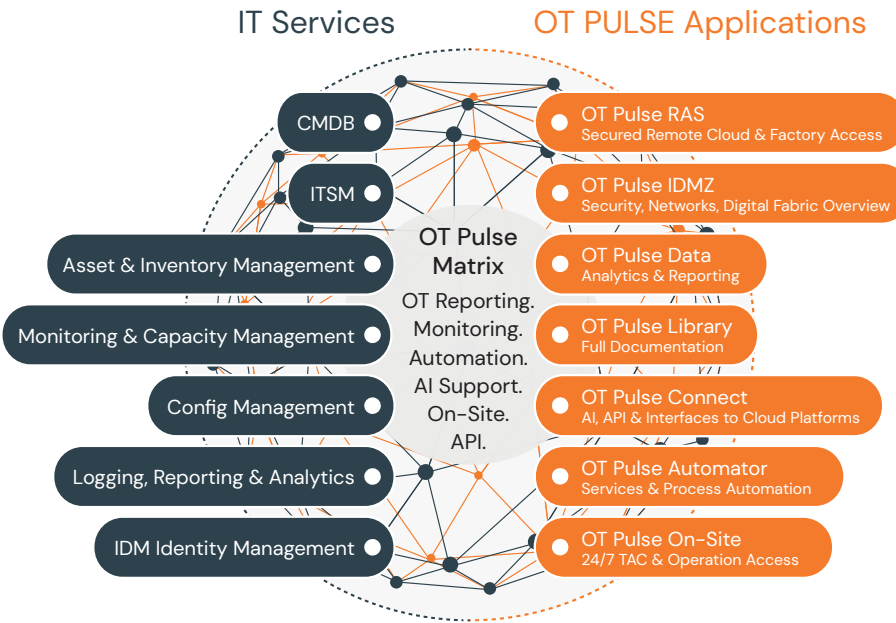 IT Services
OT PULSE Applications
CMDB
ITSM
Asset & Inventory Management
Monitoring & Capacity Management
Config Management
Logging, Reporting & Analytics
IDM Identity Management
OT Pulse
Matrix
OT Reporting.
Monitoring.
Automation.
AI Support.
On-Site.
API.
OT Pulse RAS
Secured Remote Cloud & Factory Access
OT Pulse IDMZ
Security, Networks, Digital Fabric Overview
OT Pulse Data
Analytics & Reporting
OT Pulse Library
Full Documentation
OT Pulse Connect
AI, API & Interfaces to Cloud Platforms
OT Pulse Automator
Services & Process Automation
OT Pulse On-Site
24/7 TAC & Operation Access